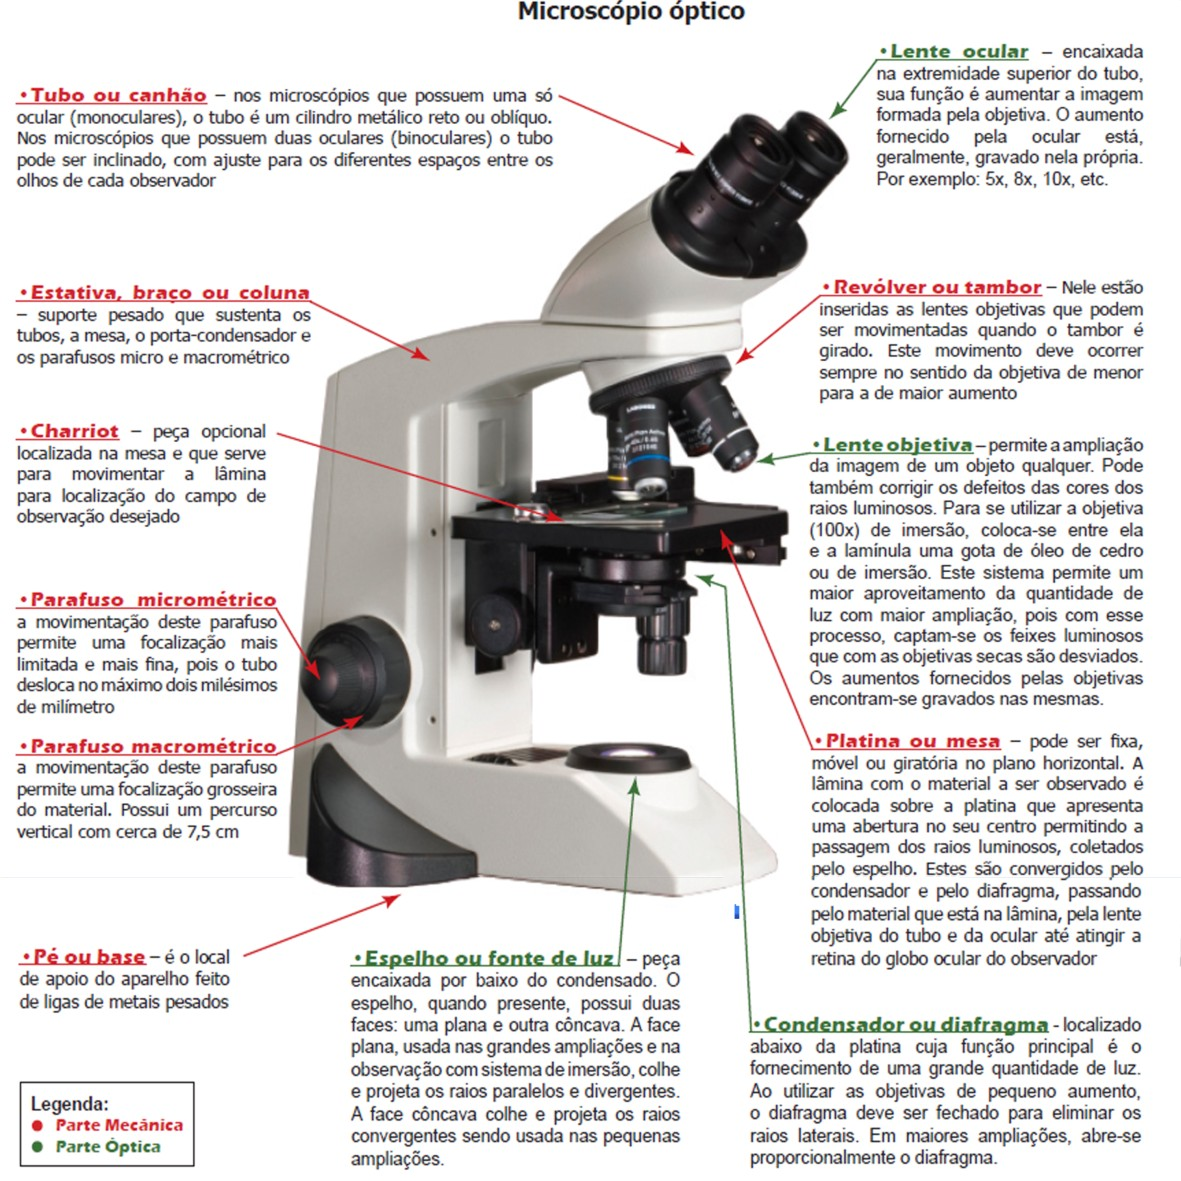 Microscópio óptico
• Tubo ou canhão – nos microscópios que possuem uma só
ocular (monoculares), o tubo é um cilindro metálico reto ou oblíquo.
Nos microscópios que possuem duas oculares (binoculares) o tubo
pode ser inclinado, com ajuste para os diferentes espaços entre os
olhos de cada observador
• Lente ocular – encaixada
na extremidade superior do tubo,
sua função é aumentar a imagem
formada pela objetiva. O aumento
fornecido pela ocular está,
geralmente, gravado nela própria.
Por exemplo: 5x, 8x, 10x, etc.
• Estativa, braço ou coluna
– suporte pesado que sustenta os
tubos, a mesa, o porta-condensador e
os parafusos micro e macrométrico
• Revólver ou tambor – Nele estão
inseridas as lentes objetivas que podem
ser movimentadas quando o tambor é
girado. Este movimento deve ocorrer
sempre no sentido da objetiva de menor
para a de maior aumento
• Charriot – peça opcional
localizada na mesa e que serve
para movimentar a lâmina
para localização do campo de
observação desejado
• Lente objetiva – permite a ampliação
da imagem de um objeto qualquer. Pode
também corrigir os defeitos das cores dos
raios luminosos. Para se utilizar a objetiva
(100x) de imersão, coloca-se entre ela
e a lamínula uma gota de óleo de cedro
ou de imersão. Este sistema permite um
maior aproveitamento da quantidade de
luz com maior ampliação, pois com esse
processo, captam-se os feixes luminosos
que com as objetivas secas são desviados.
Os aumentos fornecidos pelas objetivas
encontram-se gravados nas mesmas.
• Parafuso micrométrico
a movimentação deste parafuso
permite uma focalização mais
limitada e mais fina, pois o tubo
desloca no máximo dois milésimos
de milímetro
• Parafuso macrométrico
a movimentação deste parafuso
permite uma focalização grosseira
do material. Possui um percurso
vertical com cerca de 7,5 cm
• Platina ou mesa – pode ser fixa,
móvel ou giratória no plano horizontal. A
lâmina com o material a ser observado é
colocada sobre a platina que apresenta
uma abertura no seu centro permitindo a
passagem dos raios luminosos, coletados
pelo espelho. Estes são convergidos pelo
condensador e pelo diafragma, passando
pelo material que está na lâmina, pela lente
objetiva do tubo e da ocular até atingir a
retina do globo ocular do observador
• Pé ou base – é o local
de apoio do aparelho feito
de ligas de metais pesados
• Espelho ou fonte de luz – peça
encaixada por baixo do condensado. O
espelho, quando presente, possui duas
faces: uma plana e outra côncava. A face
plana, usada nas grandes ampliações e na
observação com sistema de imersão, colhe
e projeta os raios paralelos e divergentes.
A face côncava colhe e projeta os raios
convergentes sendo usada nas pequenas
ampliações.
• Condensador ou diafragma - localizado
abaixo da platina cuja função principal é o
fornecimento de uma grande quantidade de luz.
Ao utilizar as objetivas de pequeno aumento,
o diafragma deve ser fechado para eliminar os
raios laterais. Em maiores ampliações, abre-se
proporcionalmente o diafragma.
Legenda:
● Parte Mecânica
● Parte Óptica
LABOMED